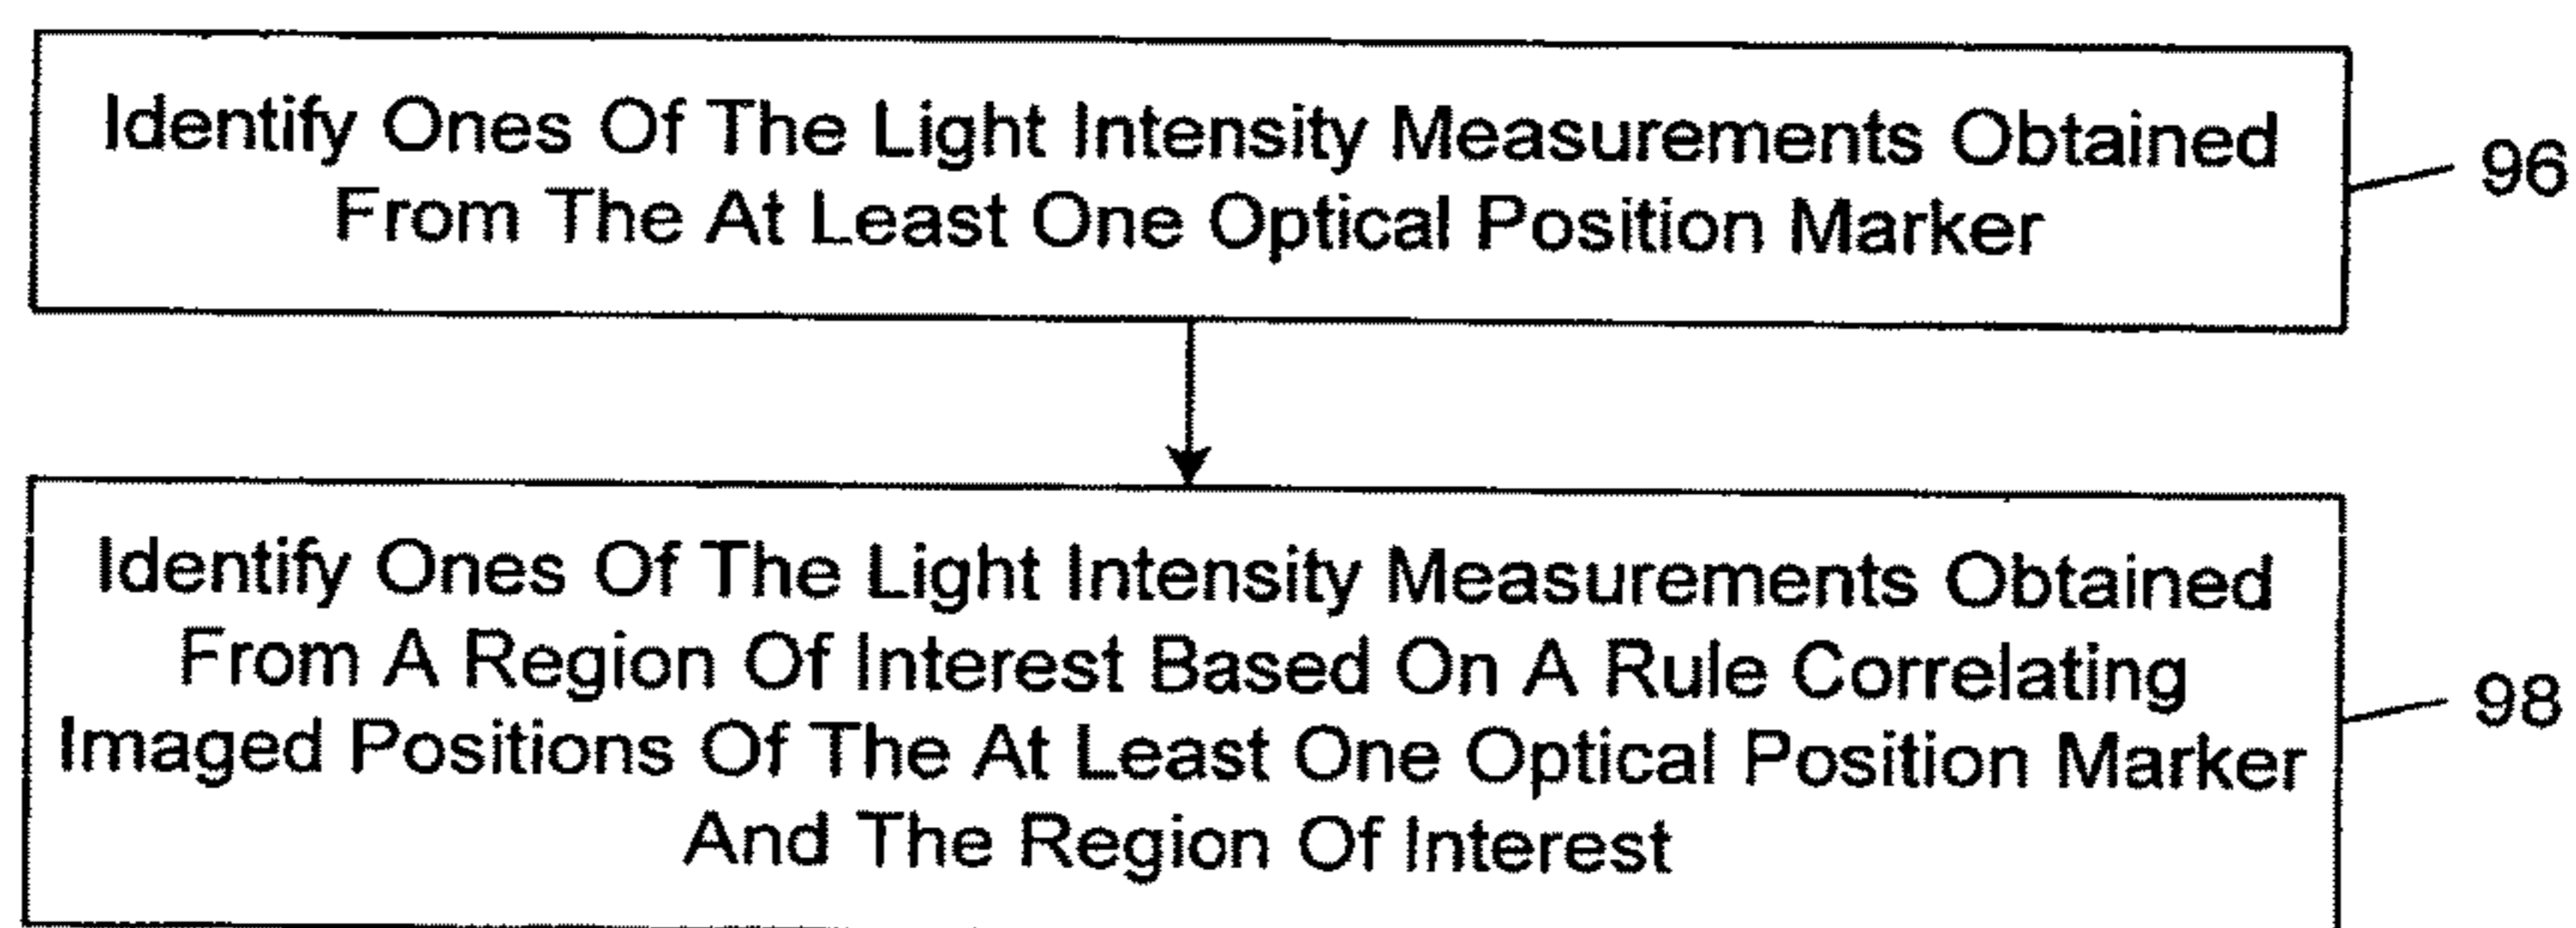 Identify Ones Of The Light Intensity Measurements Obtained
From The At Least One Optical Position Marker
96
Identify Ones Of The Light Intensity Measurements Obtained
From A Region Of Interest Based On A Rule Correlating
Imaged Positions Of The At Least One Optical Position Marker
And The Region Of Interest
98